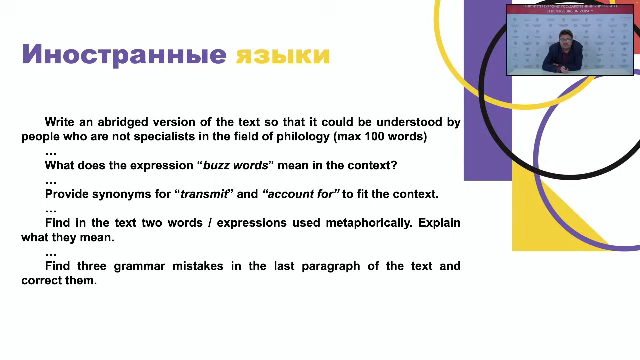 Иностранные языки
Write an abridged version of the text so that it could be understood by
people who are not specialists in the field of philology (max 100 words)
…
What does the expression “buzz words” mean in the context?
…
Provide synonyms for “transmit” and “account for” to fit the context.
…
Find in the text two words / expressions used metaphorically. Explain
what they mean.
…
Find three grammar mistakes in the last paragraph of the text and
correct them.